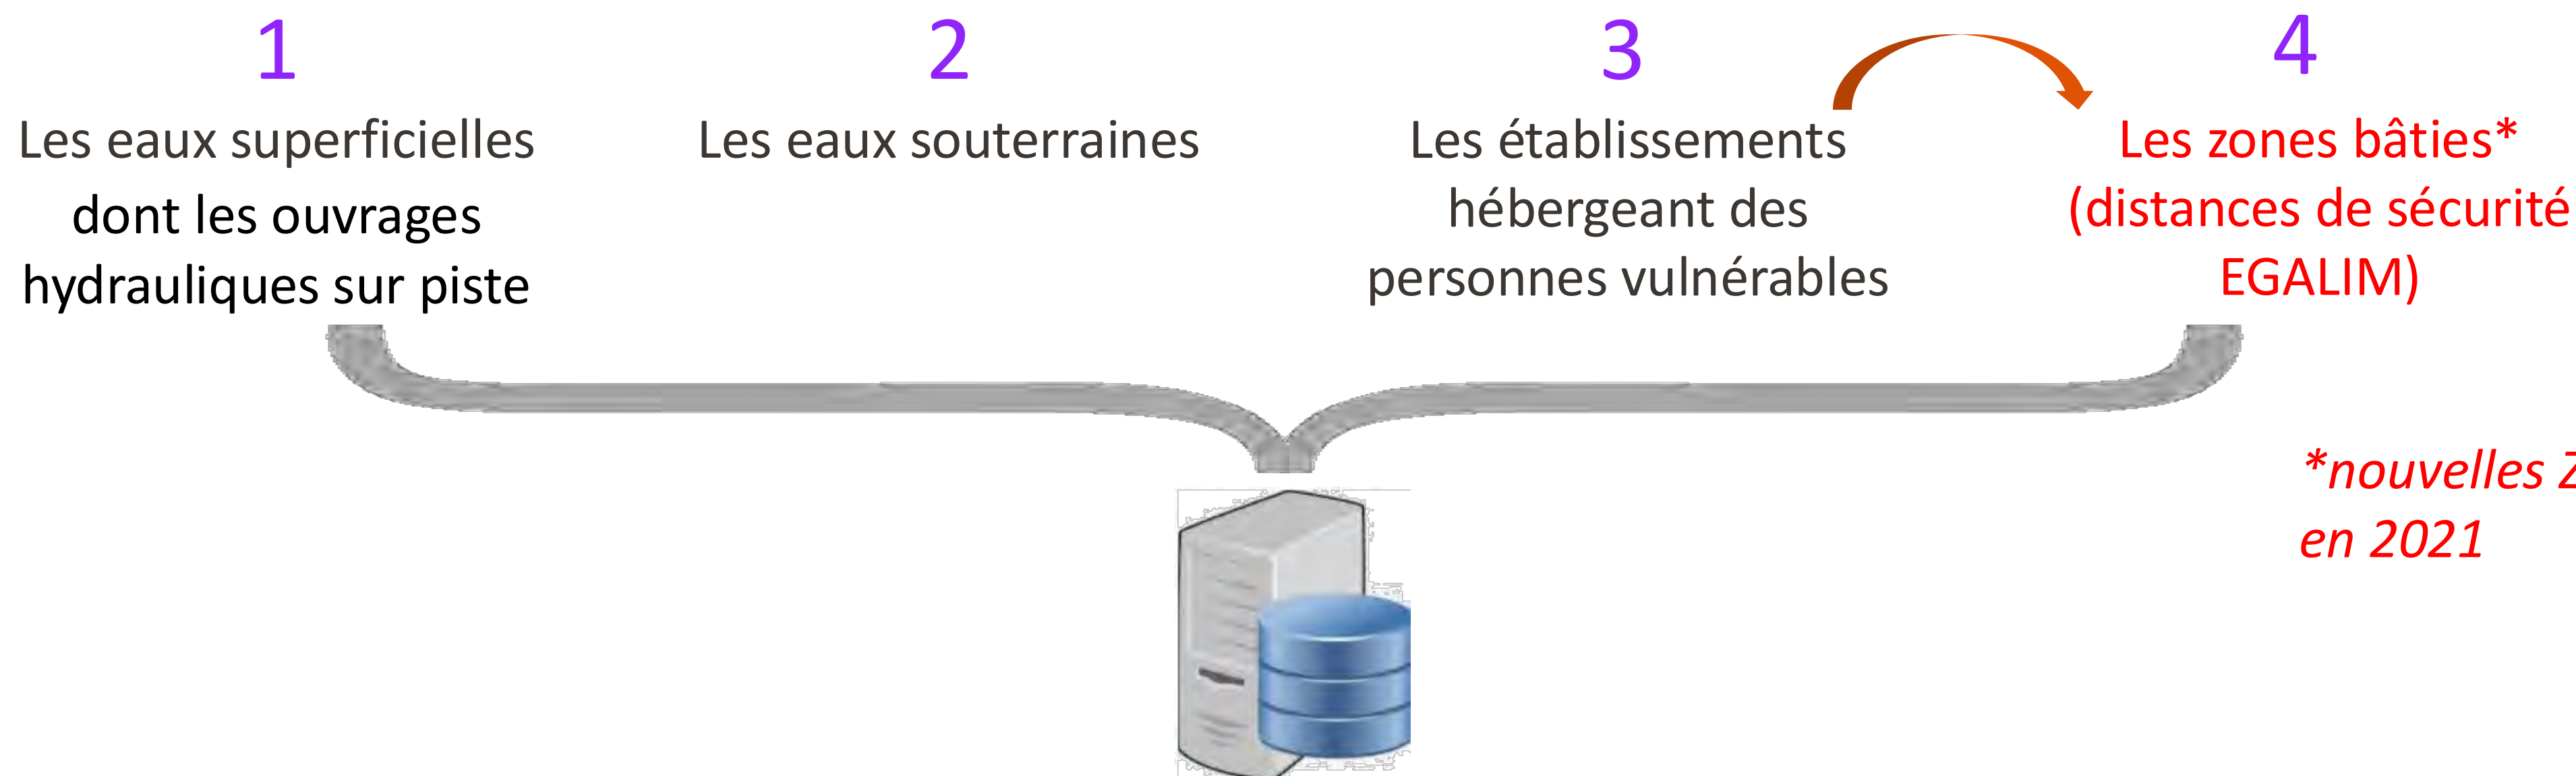 1
Les eaux superficielles
dont les ouvrages
hydrauliques sur piste
2
Les eaux souterraines
3
Les établissements
hébergeant des
personnes vulnérables
4
Les zones bâties*
(distances de sécurité
EGALIM)
*nouvelles
en 2021